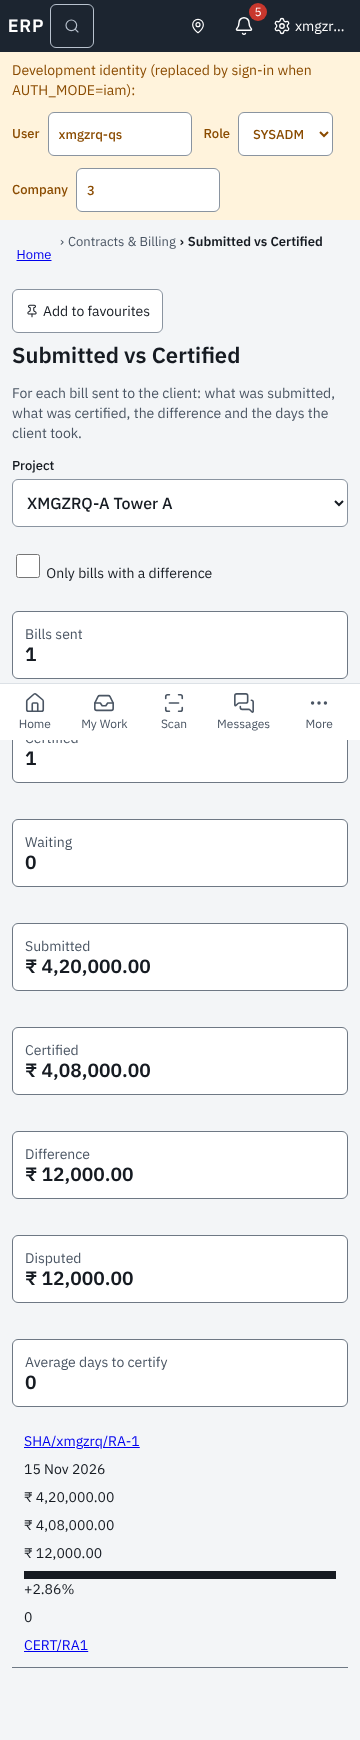 ERP
5
xmgzr...
Development identity (replaced by sign-in when
AUTH_MODE=iam):
User xmgzrq-qs Role SYSADM
Company 3
Home › Contracts & Billing › Submitted vs Certified
Add to favourites
Submitted vs Certified
For each bill sent to the client: what was submitted,
what was certified, the difference and the days the
client took.
Project
XMGZRQ-A Tower A
Only bills with a difference
Bills sent
1
Home My Work Scan Messages More
Certified
1
Waiting
0
Submitted
₹ 4,20,000.00
Certified
₹ 4,08,000.00
Difference
₹ 12,000.00
Disputed
₹ 12,000.00
Average days to certify
0
SHA/xmgzrq/RA-1
15 Nov 2026
₹ 4,20,000.00
₹ 4,08,000.00
₹ 12,000.00
+2.86%
0
CERT/RA1